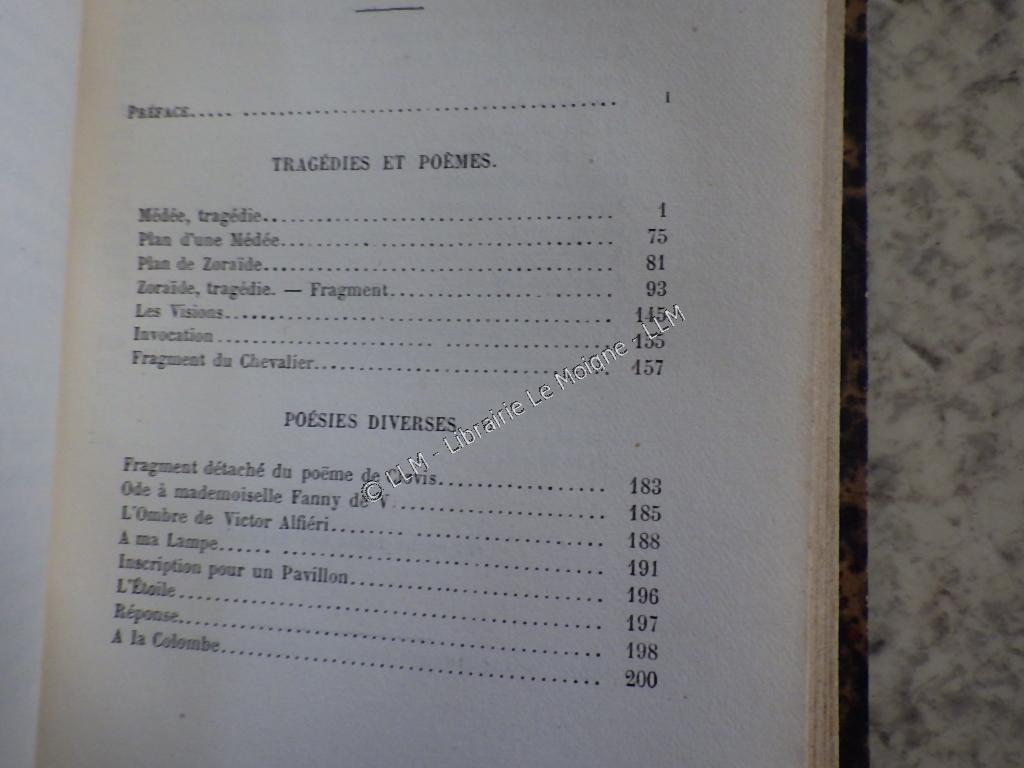 PRÉFACE..... ........................................ I
TRAGÉDIES ET POËMES.
Médée, tragédie........................................ 1
Plan d'une Médée..................................... 75
Plan de Zoraïde....................................... 81
Zoraïde, tragédie. — Fragment........................ 93
Les Visions........................................... 145
Invocation ........................................... 155
Fragment du Chevalier................................ 157
POÉSIES DIVERSES.
Fragment détaché du poëme de Clovis.................. 183
Ode à mademoiselle Fanny de V........................ 185
L'Ombre de Victor Alfiéri............................ 188
A ma Lampe...... .................................... 191
Inscription pour un Pavillon......................... 196
L'Étoile............................................. 197
Réponse.............................................. 198
A la Colombe......................................... 200
© LLM - Librairie Le Moigne - LLM